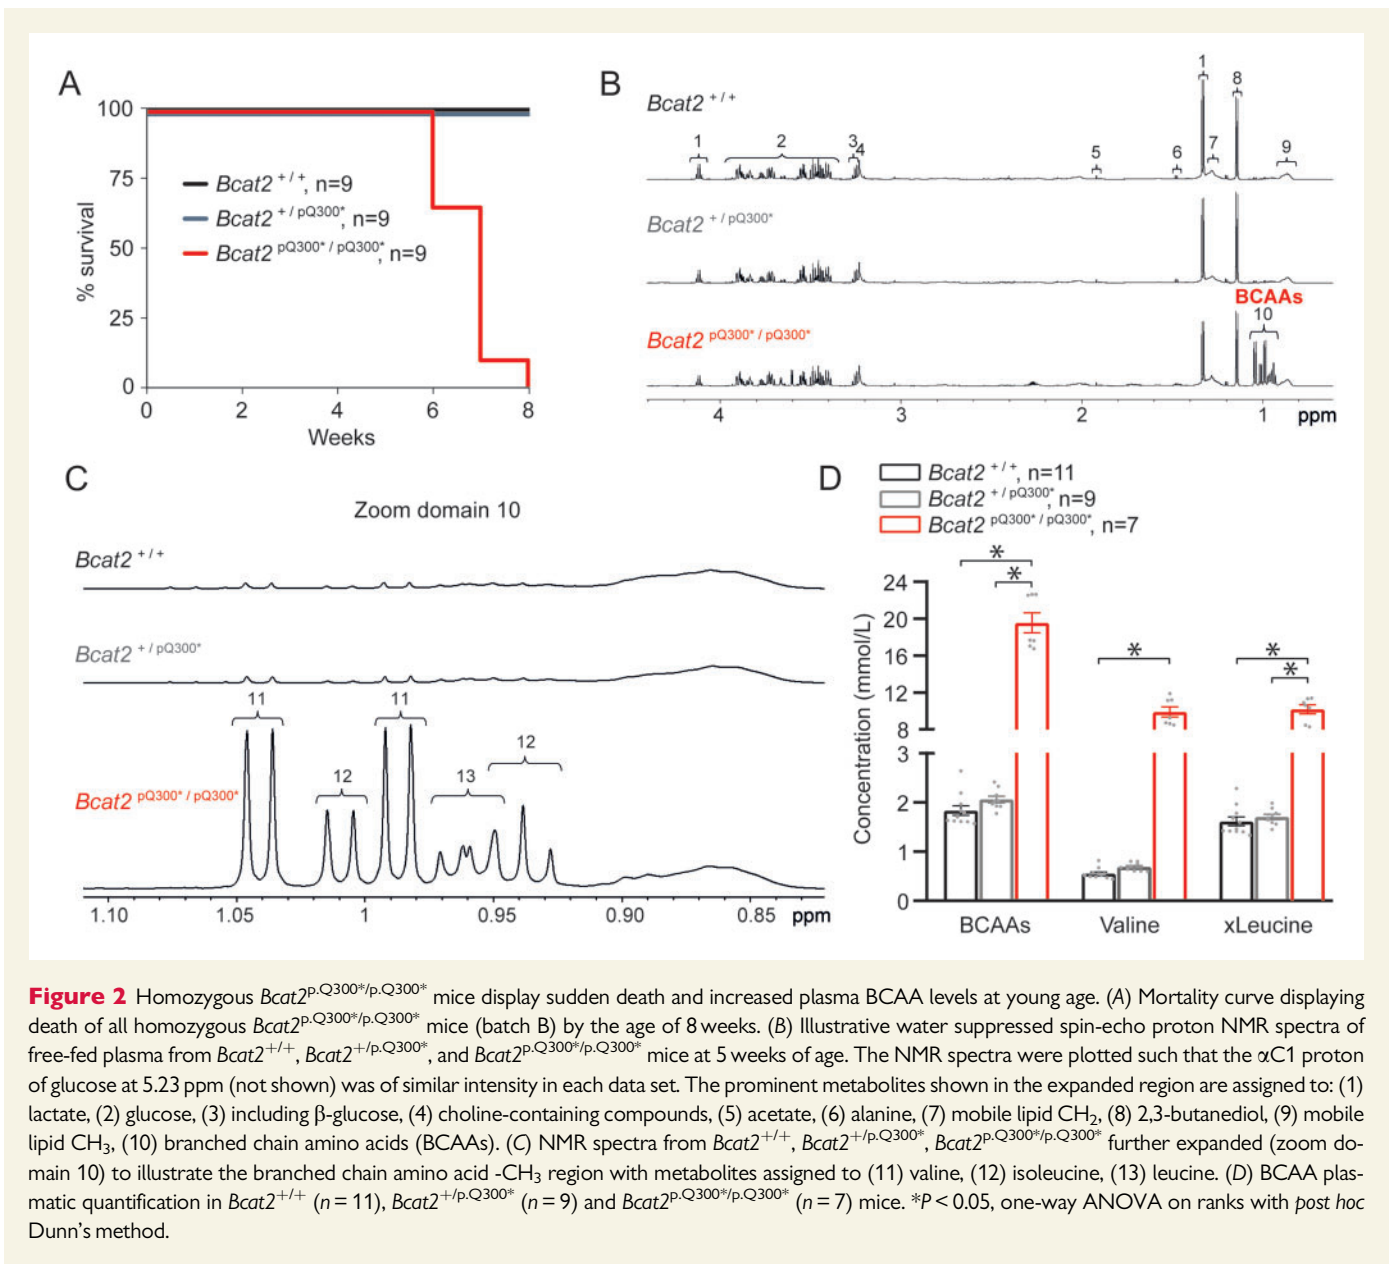 A
100
75
50
25
0
% survival
Bcat2 +/+, n=9
Bcat2 +/pQ300*, n=9
Bcat2 pQ300*/pQ300*, n=9
0 2 4 6 8
Weeks
B
Bcat2 +/+
1 2 3 4 5 6 1 7 8 9
Bcat2 +/pQ300*
BCAAs
10
Bcat2 pQ300*/pQ300*
4 3 2 1 ppm
C
Zoom domain 10
Bcat2 +/+
Bcat2 +/pQ300*
11 11
12 13 12
Bcat2 pQ300*/pQ300*
1.10 1.05 1 0.95 0.90 0.85 ppm
D
Bcat2 +/+, n=11
Bcat2 +/pQ300* n=9
Bcat2 pQ300*/pQ300*, n=7
* * * * *
24
20
16
12
8
3
2
1
0
Concentration (mmol/L)
BCAAs Valine xLeucine
Figure 2 Homozygous Bcat2p.Q300*/p.Q300* mice display sudden death and increased plasma BCAA levels at young age. (A) Mortality curve displaying
death of all homozygous Bcat2p.Q300*/p.Q300* mice (batch B) by the age of 8 weeks. (B) Illustrative water suppressed spin-echo proton NMR spectra of
free-fed plasma from Bcat2+/+, Bcat2+/p.Q300*, and Bcat2p.Q300*/p.Q300* mice at 5 weeks of age. The NMR spectra were plotted such that the αC1 proton
of glucose at 5.23 ppm (not shown) was of similar intensity in each data set. The prominent metabolites shown in the expanded region are assigned to: (1)
lactate, (2) glucose, (3) including β-glucose, (4) choline-containing compounds, (5) acetate, (6) alanine, (7) mobile lipid CH2, (8) 2,3-butanediol, (9) mobile
lipid CH3, (10) branched chain amino acids (BCAAs). (C) NMR spectra from Bcat2+/+, Bcat2+/p.Q300*, Bcat2p.Q300*/p.Q300* further expanded (zoom do-
main 10) to illustrate the branched chain amino acid -CH3 region with metabolites assigned to (11) valine, (12) isoleucine, (13) leucine. (D) BCAA plas-
matic quantification in Bcat2+/+ (n = 11), Bcat2+/p.Q300* (n = 9) and Bcat2p.Q300*/p.Q300* (n = 7) mice. *P < 0.05, one-way ANOVA on ranks with post hoc
Dunn's method.